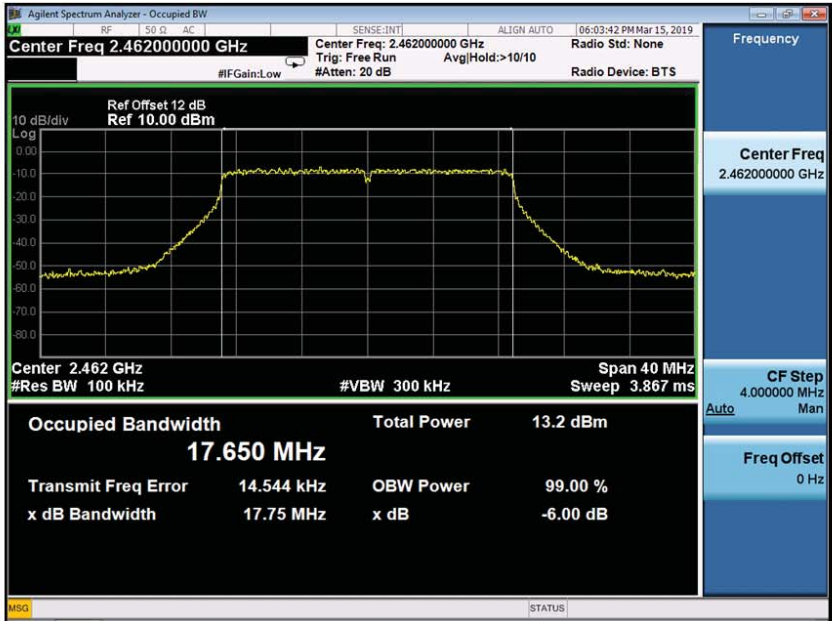 Agilent Spectrum Analyzer - Occupied BW
LXI RF 50 Ω AC SENSE:INT ALIGN AUTO 06:03:42 PM Mar 15, 2019
Center Freq 2.462000000 GHz
Center Freq: 2.462000000 GHz Radio Std: None
Trig: Free Run Avg|Hold:>10/10
#IFGain:Low #Atten: 20 dB Radio Device: BTS
Ref Offset 12 dB
10 dB/div Ref 10.00 dBm
Log
0.00
-10.0
-20.0
-30.0
-40.0
-50.0
-60.0
-70.0
-80.0
Center 2.462 GHz Span 40 MHz
#Res BW 100 kHz #VBW 300 kHz Sweep 3.867 ms
Occupied Bandwidth Total Power 13.2 dBm
17.650 MHz
Transmit Freq Error 14.544 kHz OBW Power 99.00 %
x dB Bandwidth 17.75 MHz x dB -6.00 dB
MSG STATUS
Frequency
Center Freq
2.462000000 GHz
CF Step
4.000000 MHz
Auto Man
Freq Offset
0 Hz